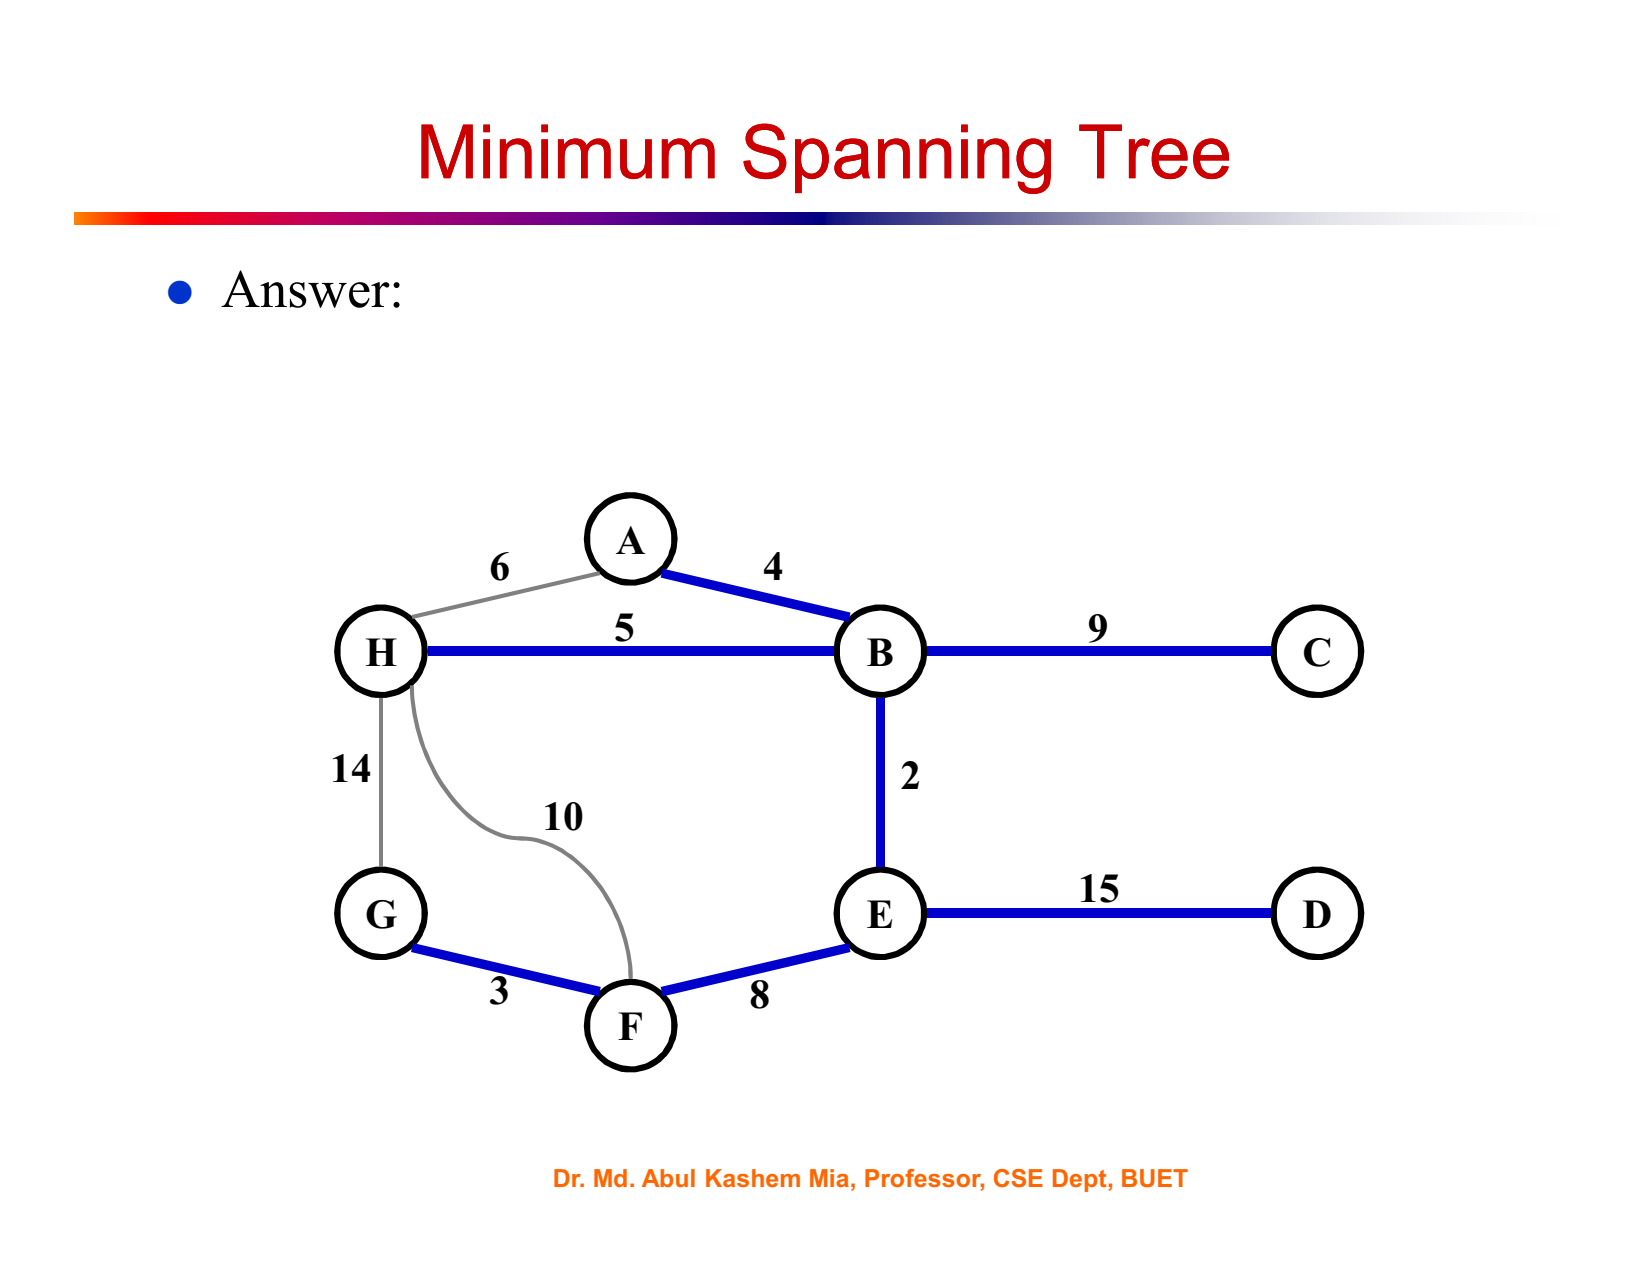 Minimum Spanning Tree
Answer:
A
6
4
5
9
H
B
C
14
2
10
15
G
E
D
3
8
F
Dr. Md. Abul Kashem Mia, Professor, CSE Dept, BUET